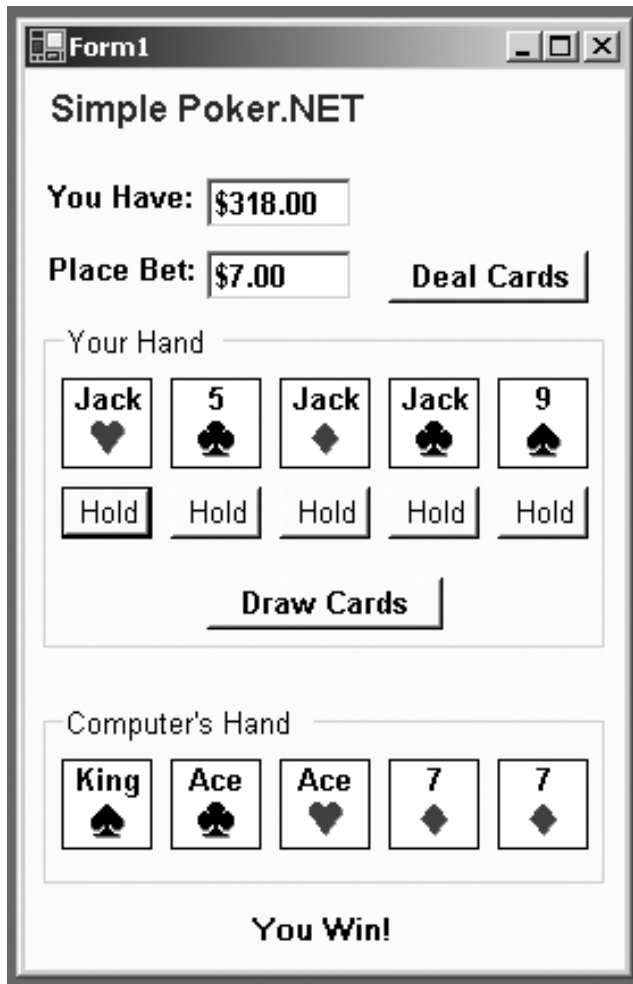 Form1
Simple Poker.NET
You Have: $318.00
Place Bet: $7.00 Deal Cards
Your Hand
Jack 5 Jack Jack 9
Hold Hold Hold Hold Hold
Draw Cards
Computer's Hand
King Ace Ace 7 7
You Win!